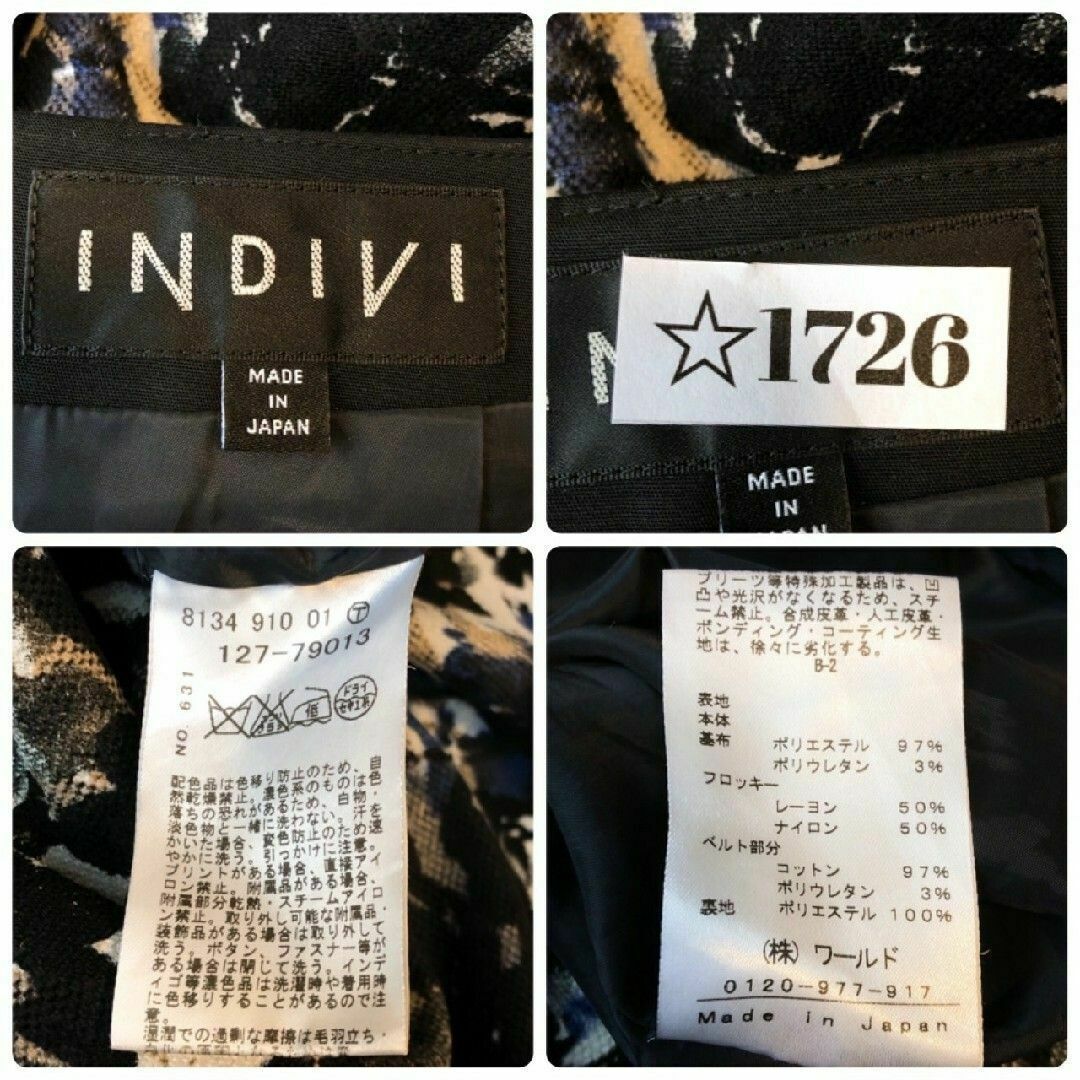 INDIVI
MADE
IN
JAPAN
☆1726
MADE
IN
JAPAN
8134 910 01 Ⓣ
127-79013
NO. 631
低
ドライ
配色品は色移り防止のため、自
然乾燥禁止。濃色系のものは色
落ちの恐れがあるため、白物・
淡色物と一緒に洗わない。汗を
かいた場合、変色防止のため速
やかに洗う。引っかけに注意。
プリントがある場合、直接アイ
ロン禁止。附属品がある場合、
附属部分乾熱・スチームアイロ
ン禁止。取り外し可能な附属品・
装飾品がある場合は取り外して
洗う。ボタン、ファスナー等が
ある場合は閉じて洗う。インデ
ィゴ等濃色品は洗濯時や着用時
に色移りすることがあるので注
意。
湿潤での過剰な摩擦は毛羽立ち・
プリーツ等特殊加工製品は、凹
凸や光沢がなくなるため、スチ
ーム禁止。合成皮革・人工皮革・
ボンディング・コーティング生
地は、徐々に劣化する。
B-2
表地
本体
基布 ポリエステル 97%
ポリウレタン 3%
フロッキー
レーヨン 50%
ナイロン 50%
ベルト部分
コットン 97%
ポリウレタン 3%
裏地 ポリエステル 100%
(株) ワールド
0120-977-917
Made in Japan